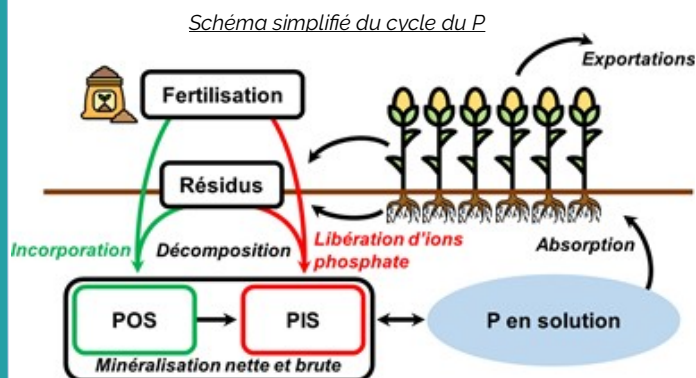 Schéma simplifié du cycle du P
Exportations
Fertilisation
Résidus
Incorporation
Décomposition
Libération d'ions
phosphate
Absorption
POS
PIS
P en solution
Minéralisation nette et brute